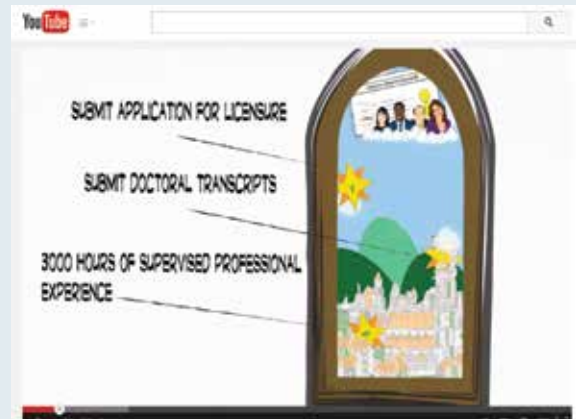 YouTube
SUBMIT APPLICATION FOR LICENSURE
SUBMIT DOCTORAL TRANSCRIPTS
3000 HOURS OF SUPERVISED PROFESSIONAL
EXPERIENCE